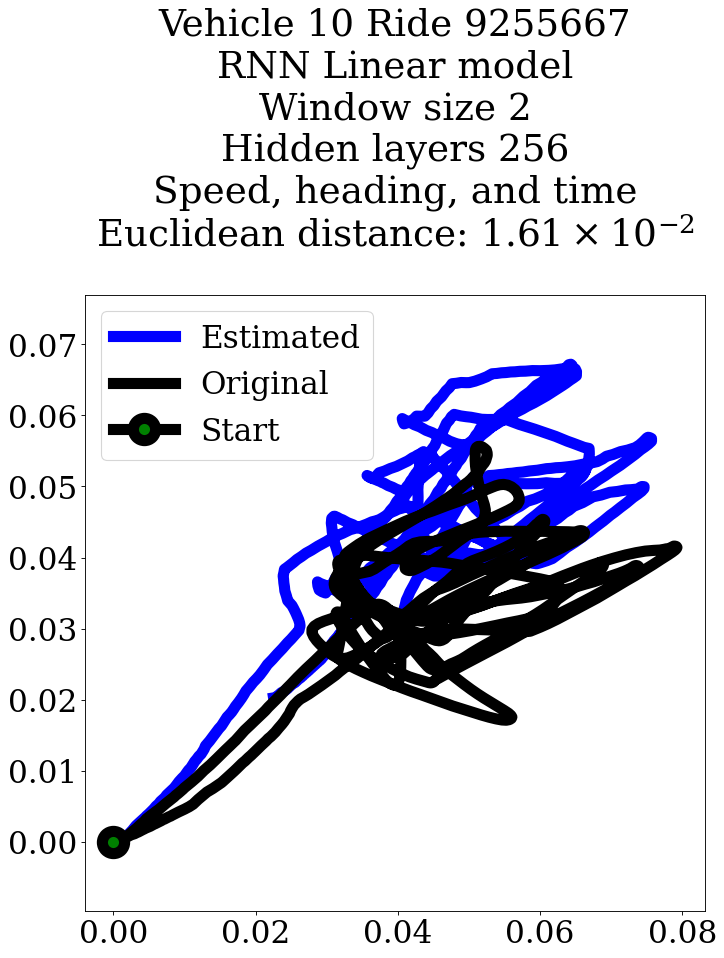 Vehicle 10 Ride 9255667
RNN Linear model
Window size 2
Hidden layers 256
Speed, heading, and time
Euclidean distance: 1.61 × 10⁻²
Estimated
Original
Start
0.07
0.06
0.05
0.04
0.03
0.02
0.01
0.00
0.00 0.02 0.04 0.06 0.08